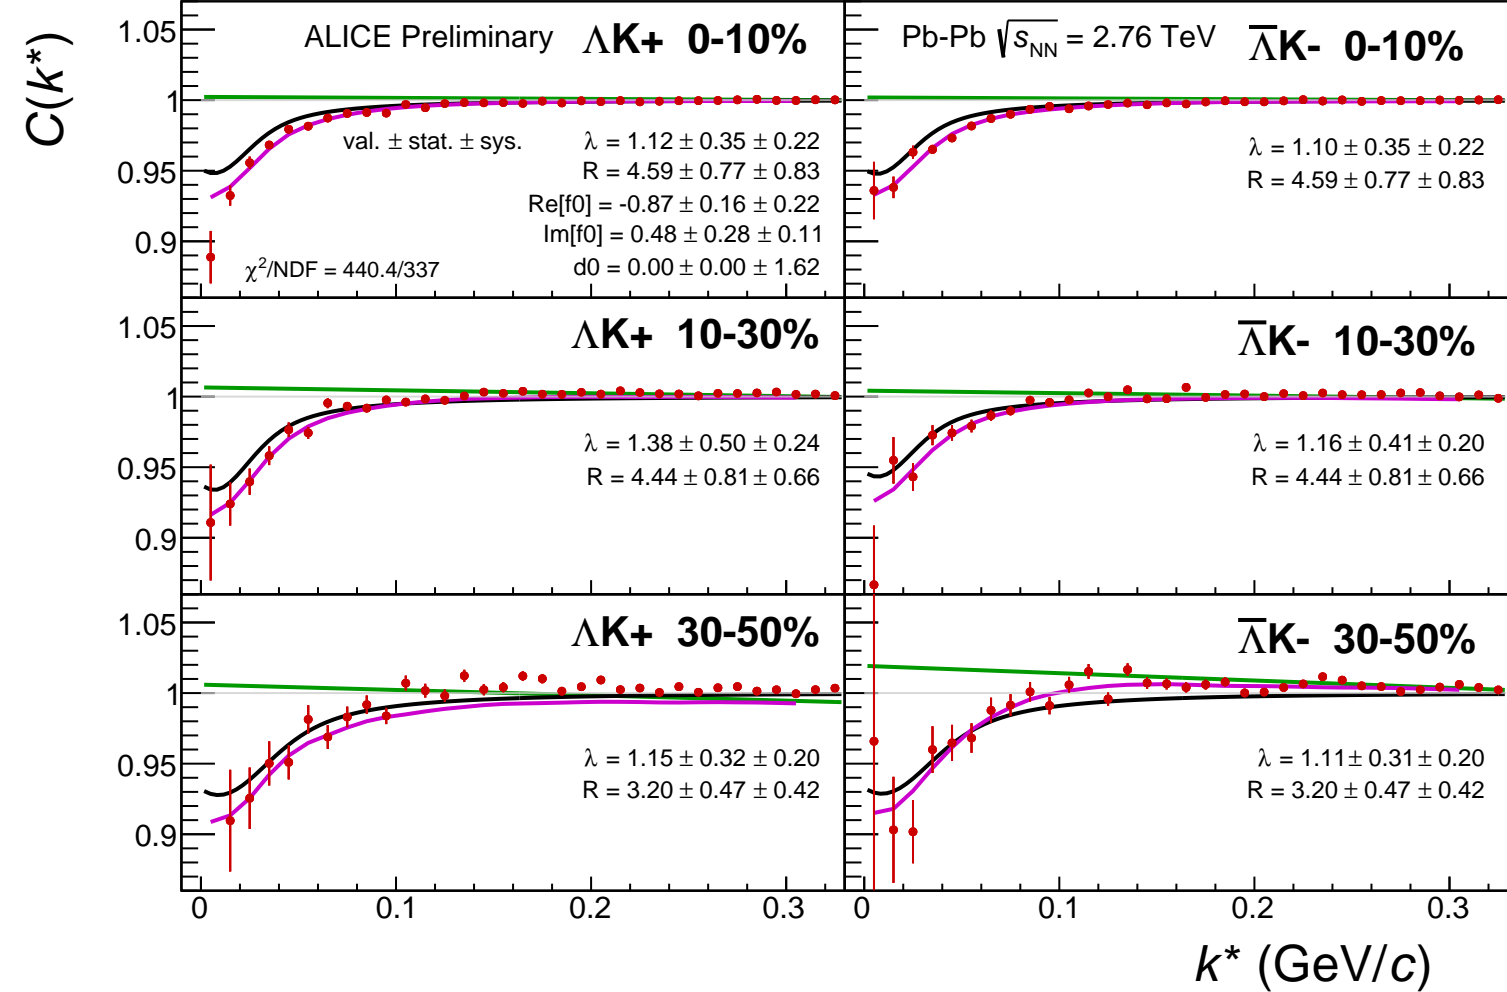 C(k*)
ALICE Preliminary ΛK+ 0-10%
val. ± stat. ± sys.
λ = 1.12 ± 0.35 ± 0.22
R = 4.59 ± 0.77 ± 0.83
Re[f0] = -0.87 ± 0.16 ± 0.22
Im[f0] = 0.48 ± 0.28 ± 0.11
d0 = 0.00 ± 0.00 ± 1.62
χ²/NDF = 440.4/337
1.05
1
0.95
0.9
Pb-Pb √sNN = 2.76 TeV Λ̅K- 0-10%
λ = 1.10 ± 0.35 ± 0.22
R = 4.59 ± 0.77 ± 0.83
ΛK+ 10-30%
λ = 1.38 ± 0.50 ± 0.24
R = 4.44 ± 0.81 ± 0.66
1.05
1
0.95
0.9
Λ̅K- 10-30%
λ = 1.16 ± 0.41 ± 0.20
R = 4.44 ± 0.81 ± 0.66
ΛK+ 30-50%
λ = 1.15 ± 0.32 ± 0.20
R = 3.20 ± 0.47 ± 0.42
1.05
1
0.95
0.9
Λ̅K- 30-50%
λ = 1.11 ± 0.31 ± 0.20
R = 3.20 ± 0.47 ± 0.42
0 0.1 0.2 0.3 0 0.1 0.2 0.3
k* (GeV/c)